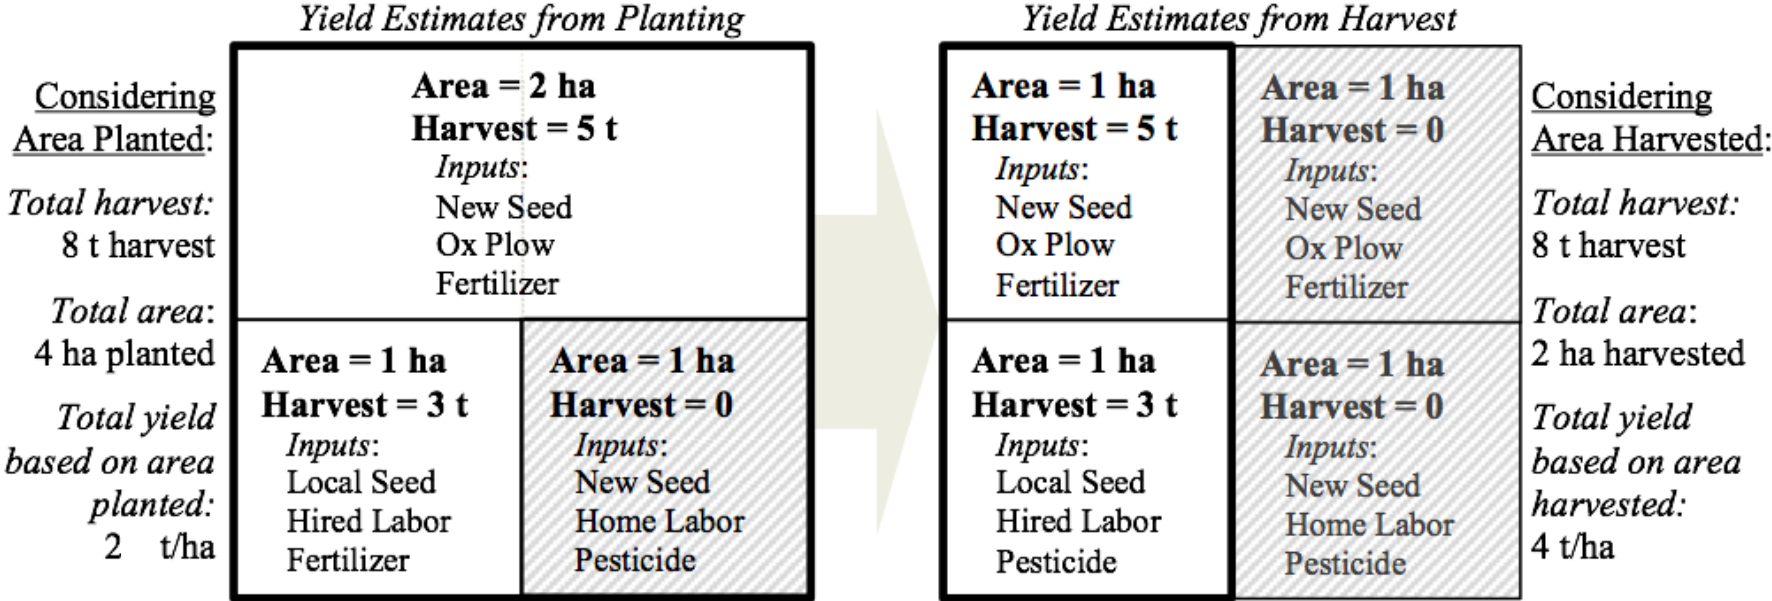 Yield Estimates from Planting
Considering
Area Planted:
Total harvest:
8 t harvest
Total area:
4 ha planted
Total yield
based on area
planted:
2 t/ha
Area = 2 ha
Harvest = 5 t
Inputs:
New Seed
Ox Plow
Fertilizer
Area = 1 ha
Harvest = 3 t
Inputs:
Local Seed
Hired Labor
Fertilizer
Area = 1 ha
Harvest = 0
Inputs:
New Seed
Home Labor
Pesticide
Yield Estimates from Harvest
Area = 1 ha
Harvest = 5 t
Inputs:
New Seed
Ox Plow
Fertilizer
Area = 1 ha
Harvest = 0
Inputs:
New Seed
Ox Plow
Fertilizer
Area = 1 ha
Harvest = 3 t
Inputs:
Local Seed
Hired Labor
Pesticide
Area = 1 ha
Harvest = 0
Inputs:
New Seed
Home Labor
Pesticide
Considering
Area Harvested:
Total harvest:
8 t harvest
Total area:
2 ha harvested
Total yield
based on area
harvested:
4 t/ha